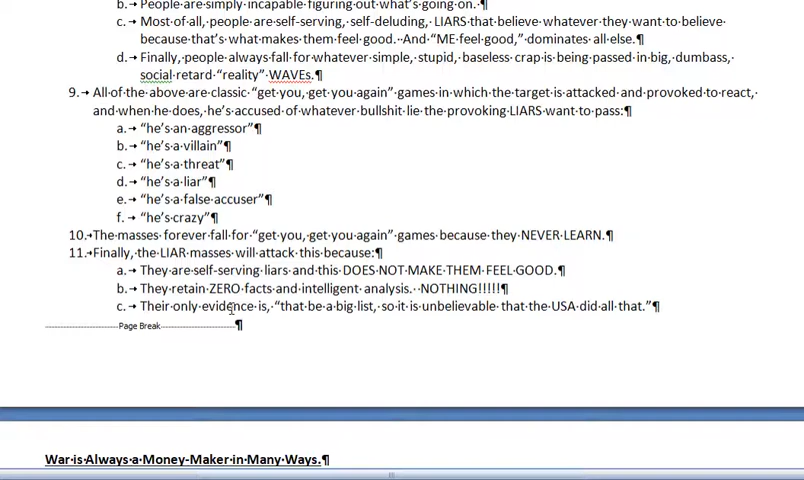 b. People are simply incapable figuring out what's going on.
c. Most of all, people are self-serving, self-deluding, LIARS that believe whatever they want to believe
because that's what makes them feel good. And "ME feel good," dominates all else.
d. Finally, people always fall for whatever simple, stupid, baseless crap is being passed in big, dumbass,
social retard "reality" WAVEs.
9. All of the above are classic "get you, get you again" games in which the target is attacked and provoked to react,
and when he does, he's accused of whatever bullshit lie the provoking LIARS want to pass:
a. "he's an aggressor"
b. "he's a villain"
c. "he's a threat"
d. "he's a liar"
e. "he's a false accuser"
f. "he's crazy"
10. The masses forever fall for "get you, get you again" games because they NEVER LEARN.
11. Finally, the LIAR masses will attack this because:
a. They are self-serving liars and this DOES NOT MAKE THEM FEEL GOOD.
b. They retain ZERO facts and intelligent analysis. NOTHING!!!!!
c. Their only evidence is, "that be a big list, so it is unbelievable that the USA did all that."
Page Break
War is Always a Money-Maker in Many Ways.